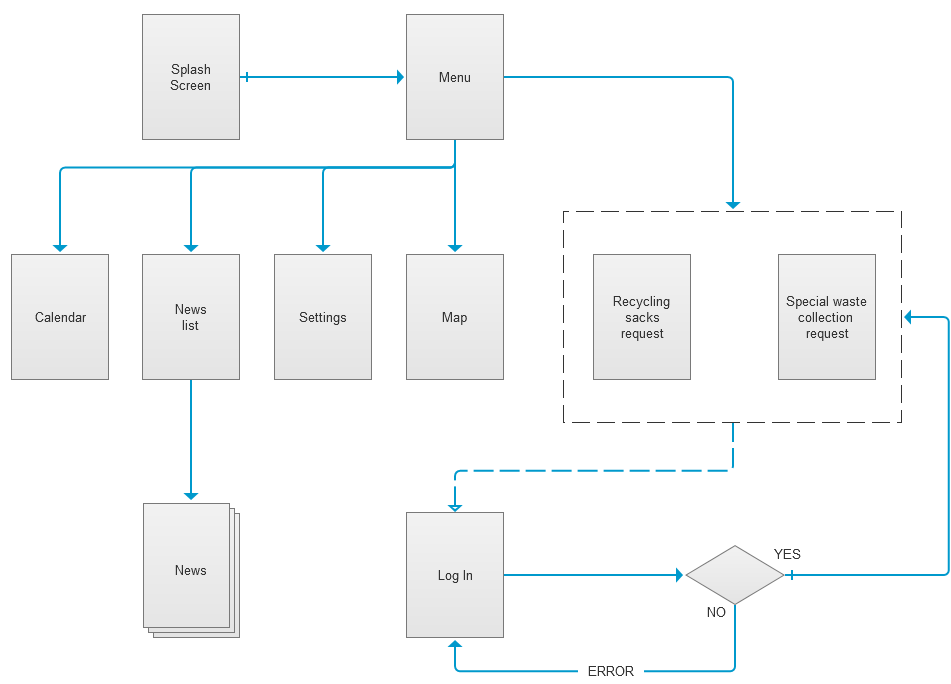 Splash
Screen
Menu
Calendar
News
list
Settings
Map
Recycling
sacks
request
Special waste
collection
request
News
Log In
YES
NO
ERROR